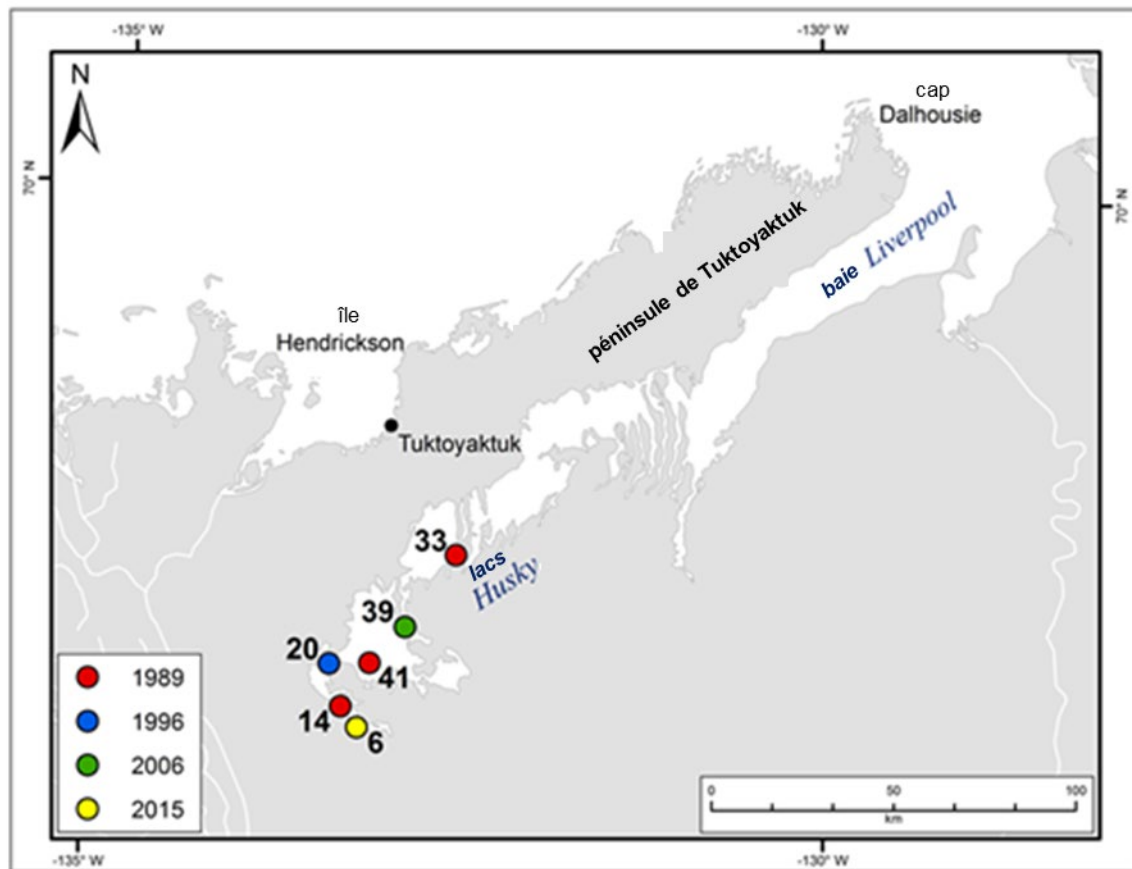 -135° W
-130° W
N
cap
Dalhousie
70° N
70° N
péninsule de Tuktoyaktuk
baie Liverpool
île
Hendrickson
Tuktoyaktuk
33
lacs
Husky
39
20
41
14
6
1989
1996
2006
2015
0
50
100
km
-135° W
-130° W